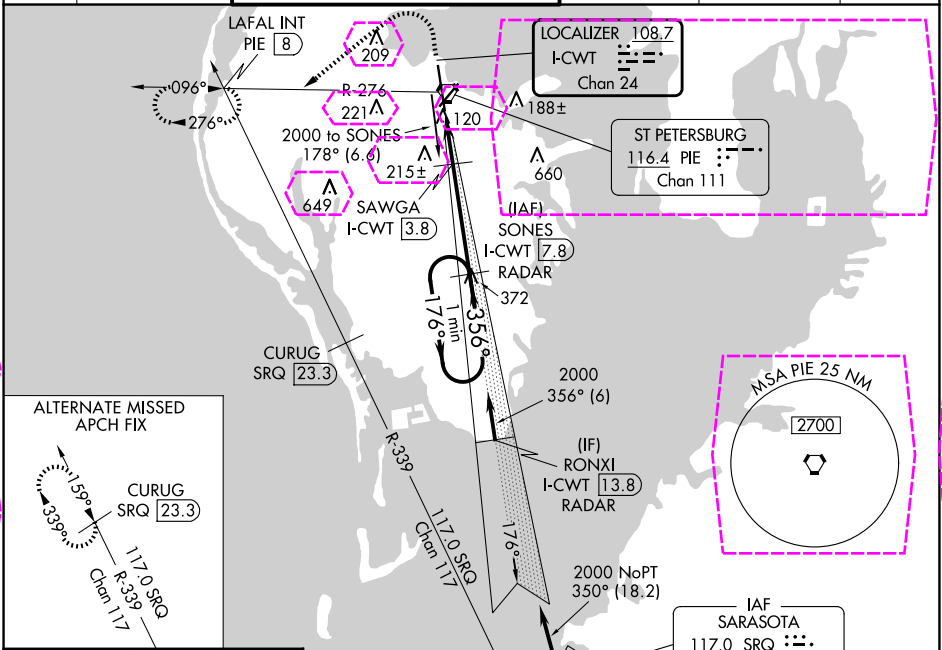 LAFAL INT
PIE 8
209
LOCALIZER 108.7
I-CWT
Chan 24
096°
276°
R-276
221
120
188±
2000 to SONES
178° (6.6)
215±
660
ST PETERSBURG
116.4 PIE
Chan 111
649
SAWGA
I-CWT 3.8
(IAF)
SONES
I-CWT 7.8
RADAR
372
176°
1 min
356°
CURUG
SRQ 23.3
2000
356° (6)
MSA PIE 25 NM
2700
ALTERNATE MISSED
APCH FIX
159°
339°
CURUG
SRQ 23.3
117.0 SRQ
R-339
Chan 117
R-339
117.0 SRQ
Chan 117
(IF)
RONXI
I-CWT 13.8
RADAR
176°
2000 NoPT
350° (18.2)
IAF
SARASOTA
117.0 SRQ